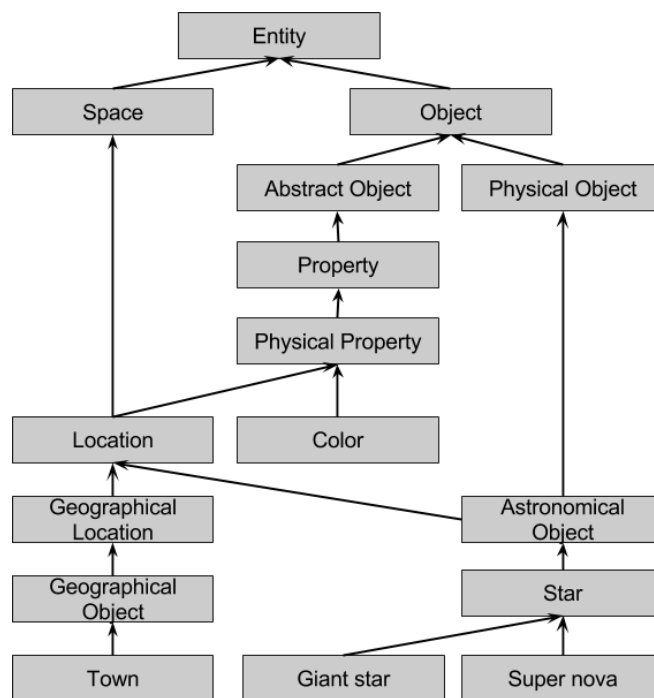 Entity
Space
Object
Abstract Object
Physical Object
Property
Physical Property
Location
Color
Geographical
Location
Astronomical
Object
Geographical
Object
Star
Town
Giant star
Super nova